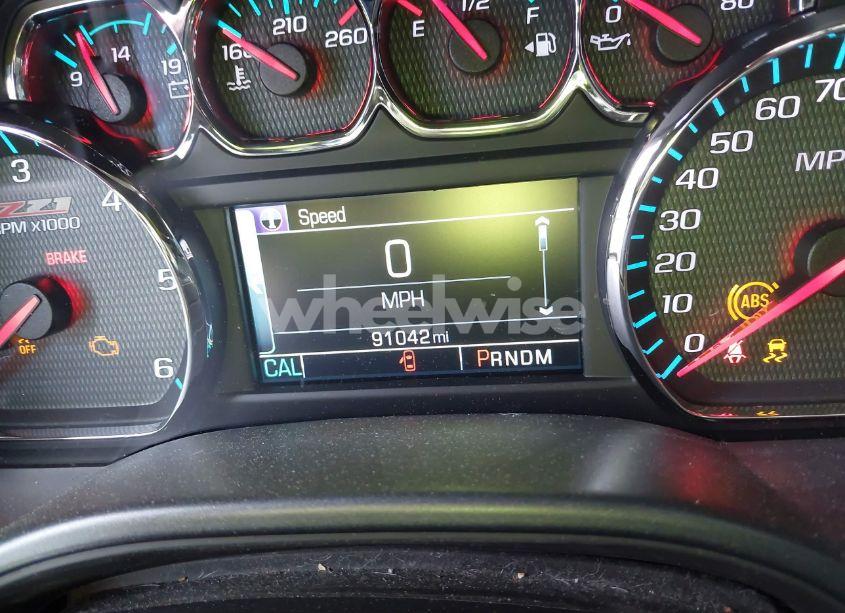 9 14 19
160 210 260
E 1/2 F
0 80
3
4
5
6
Z71
RPM X1000
BRAKE
OFF
Speed
0
MPH
91042 mi
CAL PRNDM
0
10
20
30
40
50
60
70
MP
ABS
wheelwise